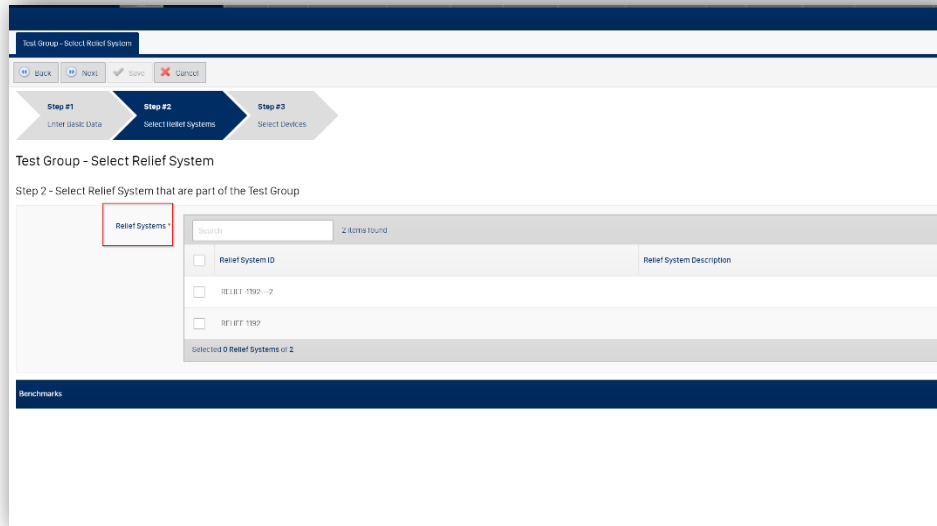 Test Group - Select Relief System
Back Next Save Cancel
Step #1 Step #2 Step #3
Enter Basic Data Select Relief Systems Select Devices
Test Group - Select Relief System
Step 2 - Select Relief System that are part of the Test Group
Relief Systems * Search 2 items found
Relief System ID Relief System Description
RELIEF-1192---2
RELIEF-1192
Selected 0 Relief Systems of 2
Benchmarks